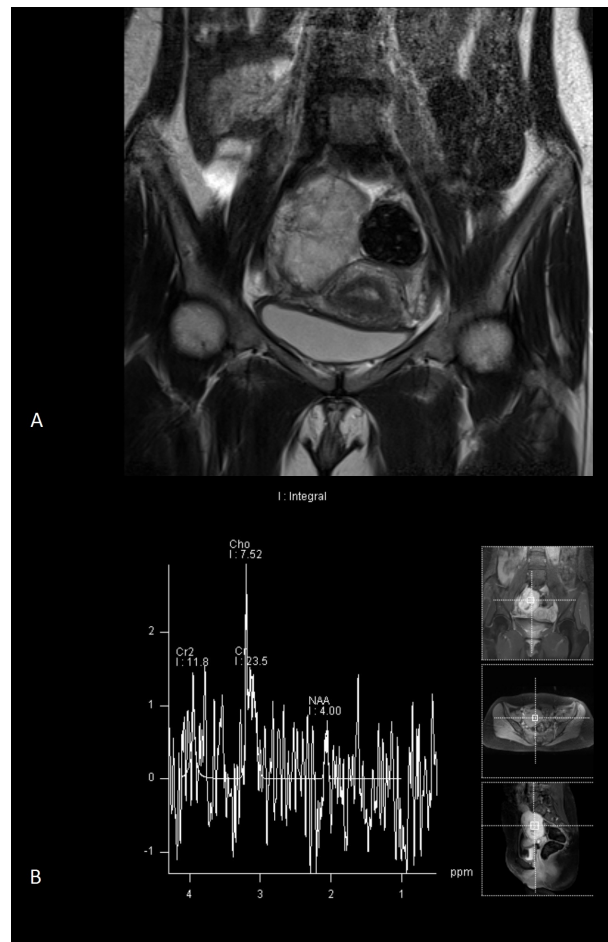 A
I : Integral
Cho
I : 7.52
Cr2
I : 11.8
Cr
I : 23.5
NAA
I : 4.00
2
1
0
-1
4
3
2
1
ppm
B